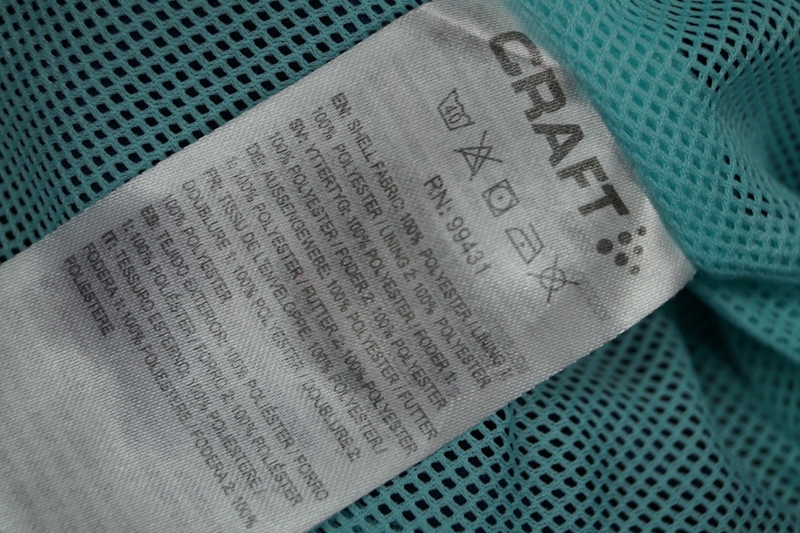 CRAFT
RN: 99431
EN: SHELL FABRIC: 100% POLYESTER / LINING 1:
100% POLYESTER / LINING 2: 100% POLYESTER
SV: YTTERTYG: 100% POLYESTER / FODER 1:
100% POLYESTER / FODER 2: 100% POLYESTER
DE: AUSSENGEWERE: 100% POLYESTER / FUTTER
1: 100% POLYESTER / FUTTER 2: 100% POLYESTER
FR: TISSU DE L'ENVELOPPE: 100% POLYESTER /
DOUBLURE 1: 100% POLYESTER / DOUBLURE 2:
100% POLYESTER
ES: TEJIDO EXTERIOR: 100% POLIÉSTER / FORRO
1: 100% POLIÉSTER / FORRO 2: 100% POLIÉSTER
IT: TESSURO ESTERNO: 100% POLIESTERE /
FODERA 1: 100% POLIESTERE / FODERA 2: 100%
POLIESTERE